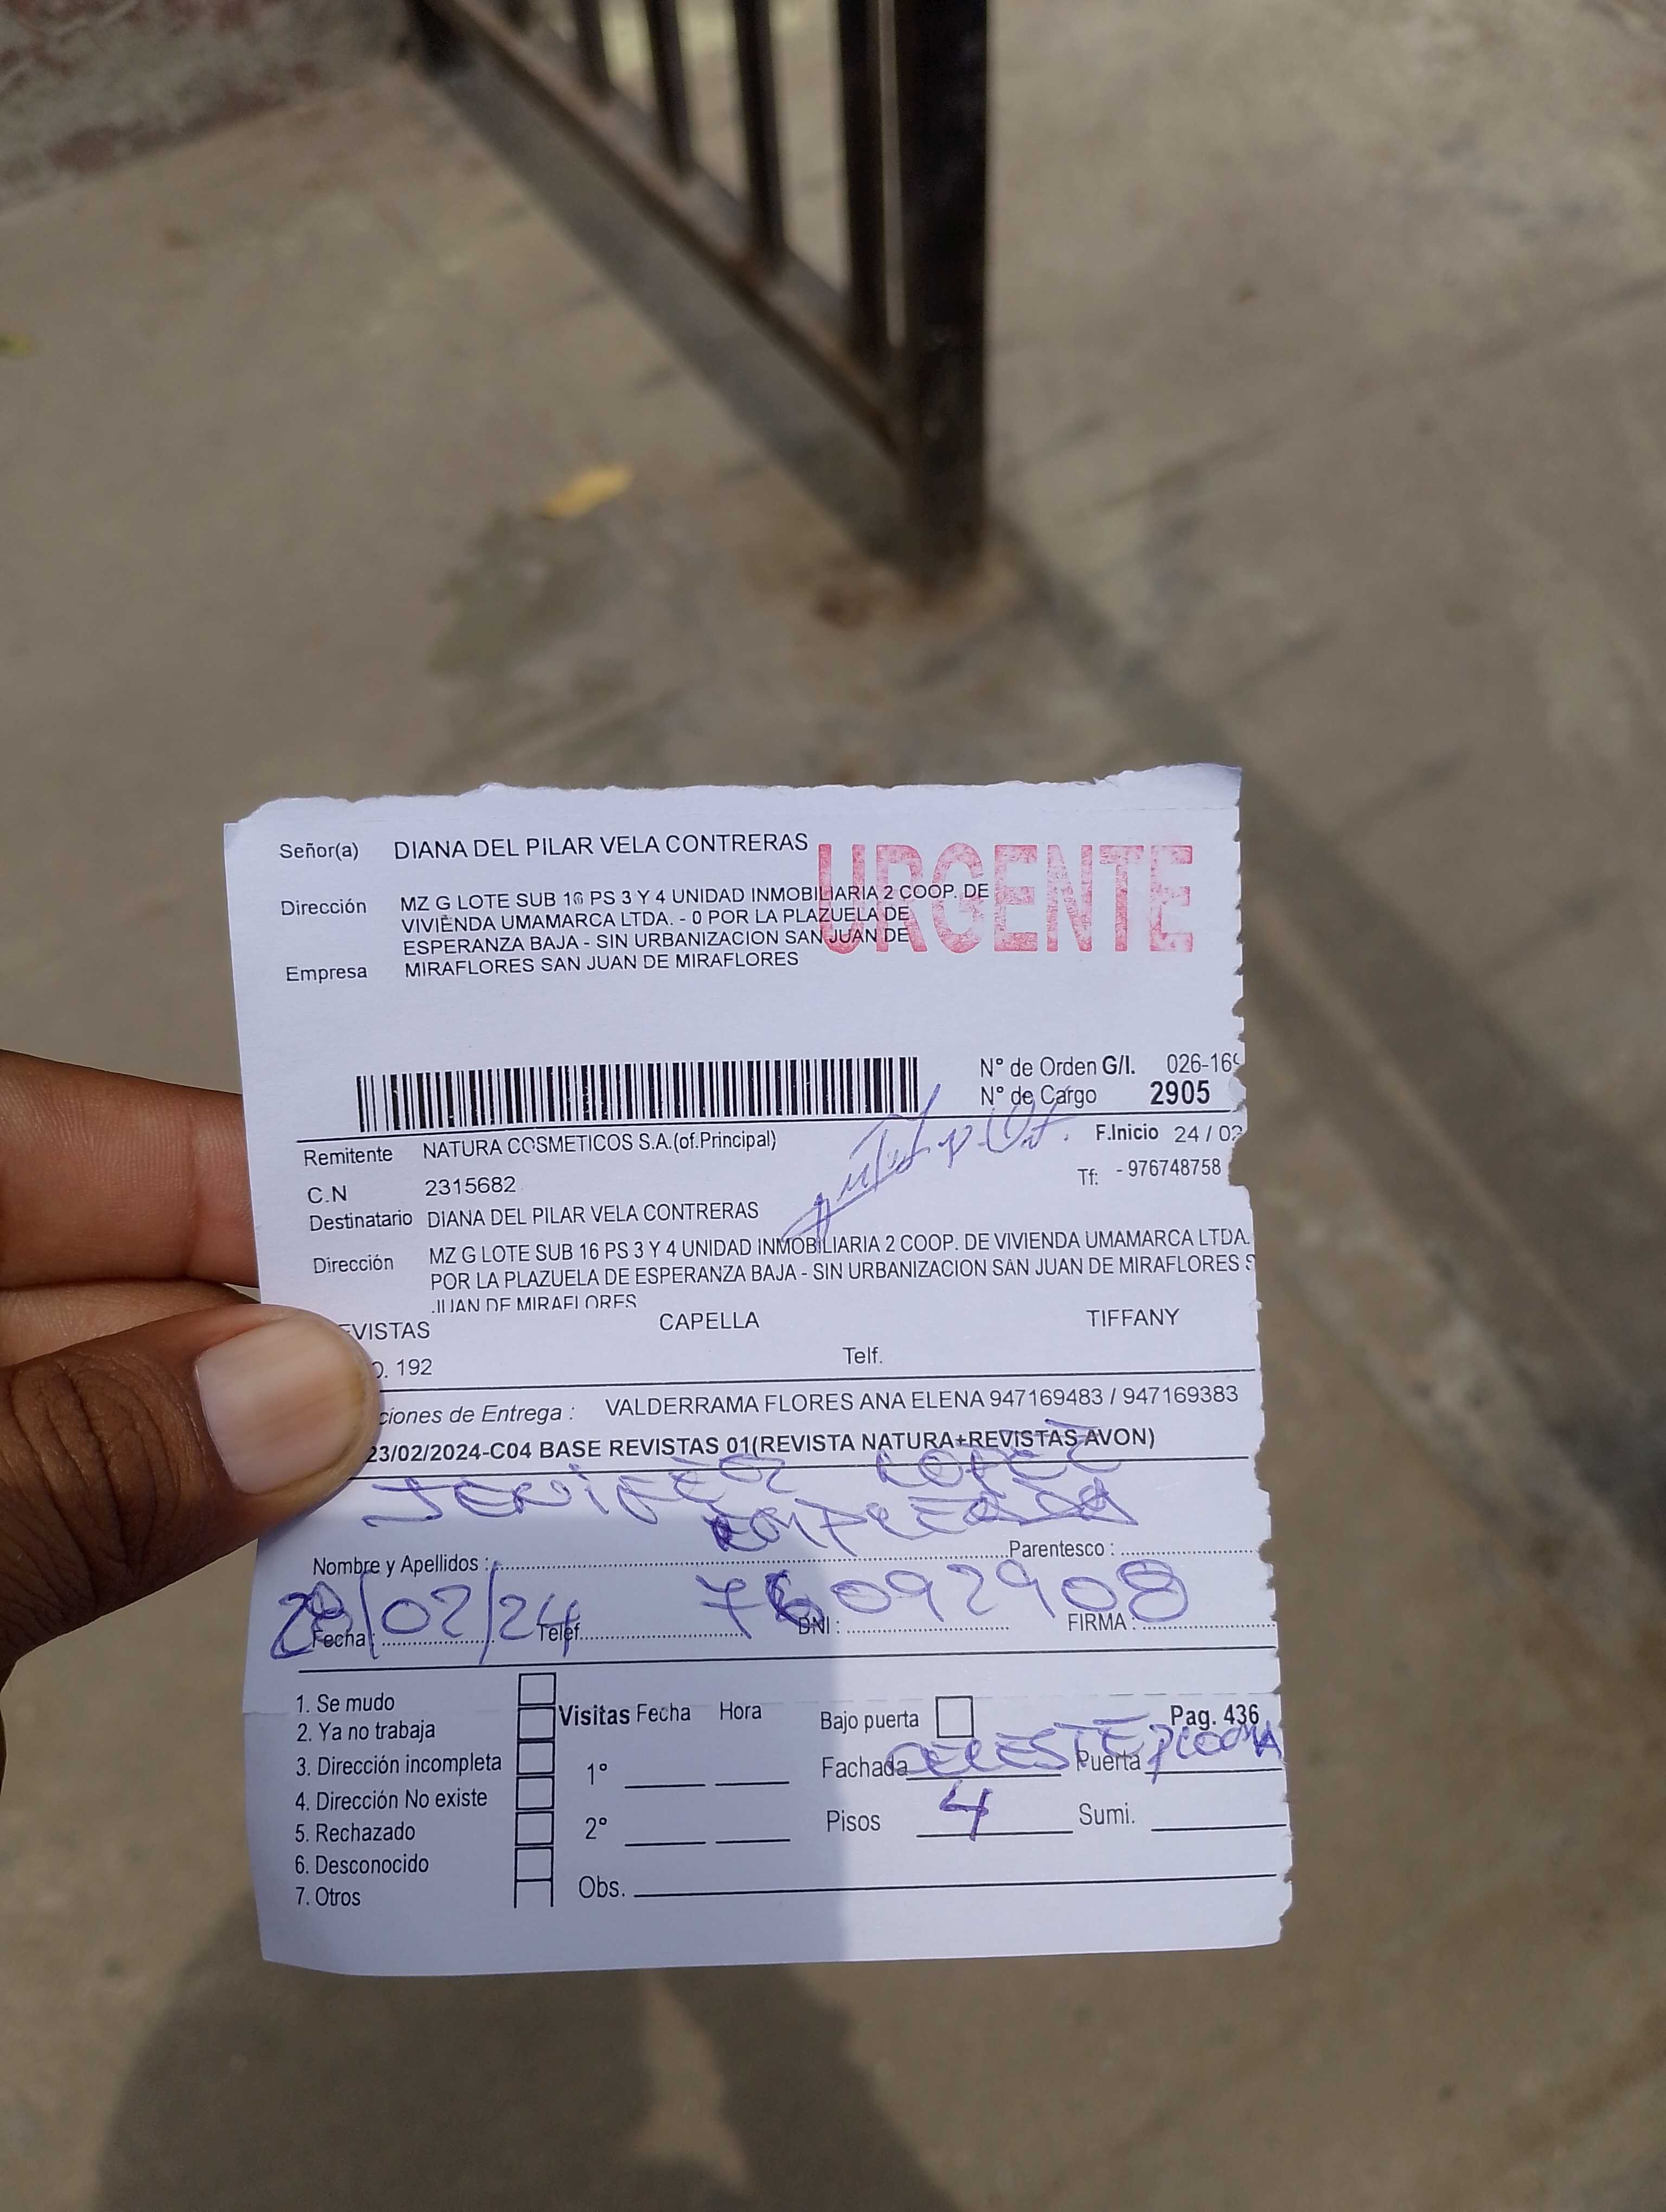 Señor(a) DIANA DEL PILAR VELA CONTRERAS
URGENTE
Dirección MZ G LOTE SUB 16 PS 3 Y 4 UNIDAD INMOBILIARIA 2 COOP. DE
VIVIENDA UMAMARCA LTDA. - 0 POR LA PLAZUELA DE
ESPERANZA BAJA - SIN URBANIZACION SAN JUAN DE
Empresa MIRAFLORES SAN JUAN DE MIRAFLORES
N° de Orden G/I. 026-169
N° de Cargo 2905
Remitente NATURA COSMETICOS S.A.(of.Principal) F.Inicio 24 / 02
C.N 2315682 Tf: - 976748758
Destinatario DIANA DEL PILAR VELA CONTRERAS
Dirección MZ G LOTE SUB 16 PS 3 Y 4 UNIDAD INMOBILIARIA 2 COOP. DE VIVIENDA UMAMARCA LTDA.
POR LA PLAZUELA DE ESPERANZA BAJA - SIN URBANIZACION SAN JUAN DE MIRAFLORES S
JUAN DE MIRAFLORES
EVISTAS CAPELLA TIFFANY
O. 192 Telf.
ciones de Entrega : VALDERRAMA FLORES ANA ELENA 947169483 / 947169383
23/02/2024-C04 BASE REVISTAS 01(REVISTA NATURA+REVISTAS AVON)
JENIFER LOPEZ
EMPLEADA
Nombre y Apellidos : Parentesco :
28/02/24 76092908
Fecha : Telef. DNI : FIRMA :
1. Se mudo
2. Ya no trabaja Visitas Fecha Hora Bajo puerta Pag. 436
3. Dirección incompleta 1° Fachada CELESTE Puerta PLOMA
4. Dirección No existe
5. Rechazado 2° Pisos 4 Sumi.
6. Desconocido
7. Otros Obs.